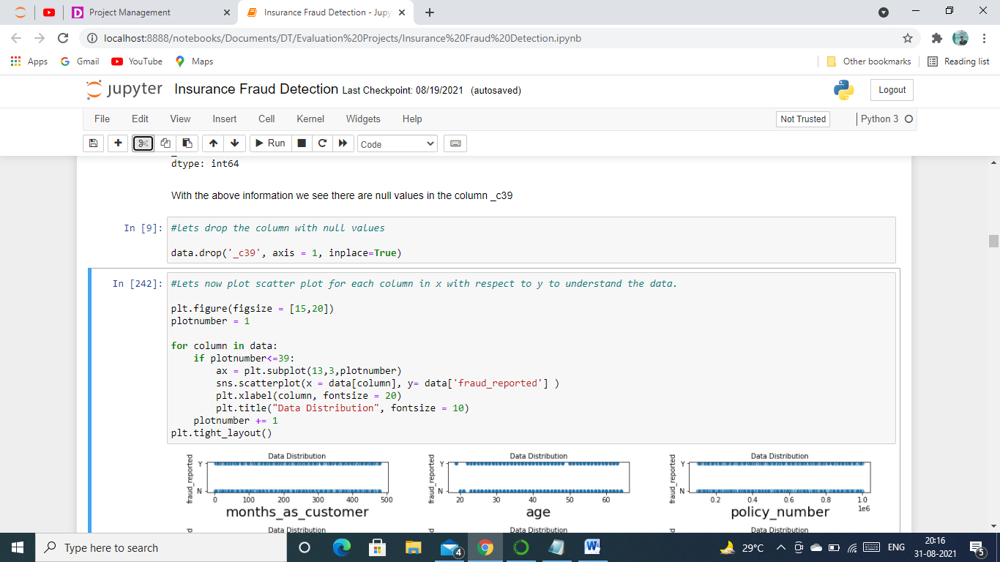 Project Management
Insurance Fraud Detection - Jupy
localhost:8888/notebooks/Documents/DT/Evaluation%20Projects/Insurance%20Fraud%20Detection.ipynb
Apps Gmail YouTube Maps Other bookmarks Reading list
jupyter Insurance Fraud Detection Last Checkpoint: 08/19/2021 (autosaved) Logout
File Edit View Insert Cell Kernel Widgets Help Not Trusted Python 3
Run Code
dtype: int64
With the above information we see there are null values in the column _c39
In [9]: #lets drop the column with null values
data.drop('_c39', axis = 1, inplace=True)
In [242]: #Lets now plot scatter plot for each column in x with respect to y to understand the data.
plt.figure(figsize = [15,20])
plotnumber = 1
for column in data:
if plotnumber<=39:
ax = plt.subplot(13,3,plotnumber)
sns.scatterplot(x = data[column], y= data['fraud_reported'] )
plt.xlabel(column, fontsize = 20)
plt.title("Data Distribution", fontsize = 10)
plotnumber += 1
plt.tight_layout()
Data Distribution Data Distribution Data Distribution
fraud_reported fraud_reported fraud_reported
Y Y Y
N N N
0 100 200 300 400 500 20 30 40 50 60 0.2 0.4 0.6 0.8 1.0
1e6
months_as_customer age policy_number
Data Distribution Data Distribution Data Distribution
Type here to search 4 29°C ENG 20:16
31-08-2021 5